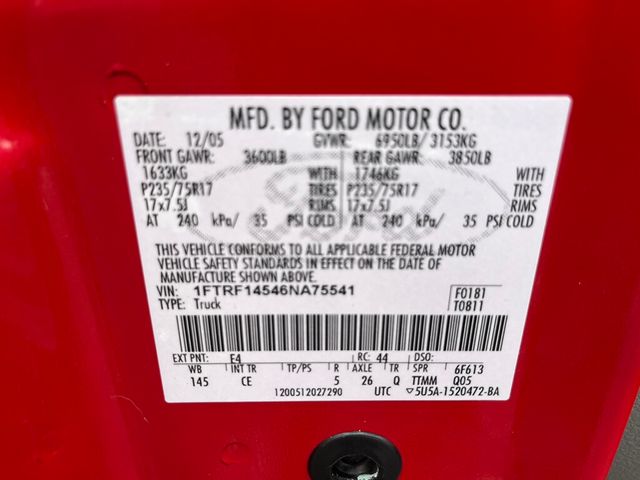 MFD. BY FORD MOTOR CO.
DATE: 12/05 GVWR: 6950LB/ 3153KG
FRONT GAWR: 3600LB REAR GAWR: 3850LB
1633KG WITH 1746KG WITH
P235/75R17 TIRES P235/75R17 TIRES
17x7.5J RIMS 17x7.5J RIMS
AT 240 kPa/ 35 PSI COLD AT 240 kPa/ 35 PSI COLD
THIS VEHICLE CONFORMS TO ALL APPLICABLE FEDERAL MOTOR
VEHICLE SAFETY STANDARDS IN EFFECT ON THE DATE OF
MANUFACTURE SHOWN ABOVE.
VIN: 1FTRF14546NA75541 F0181
TYPE: Truck T0811
EXT PNT: E4 RC: 44 DSO:
WB INT TR TP/PS R AXLE TR SPR 6F613
145 CE 5 26 Q TTMM Q05
1200512027290 UTC ▽5U5A-1520472-BA